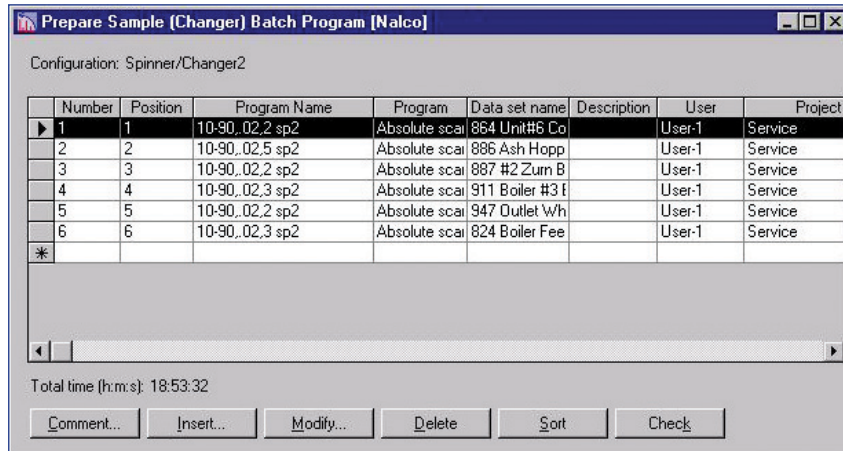 Prepare Sample (Changer) Batch Program [Nalco]
Configuration: Spinner/Changer2
Number Position Program Name Program Data set name Description User Project
1 1 10-90,.02,2 sp2 Absolute scai 864 Unit#6 Co User-1 Service
2 2 10-90,.02,5 sp2 Absolute scai 886 Ash Hopp User-1 Service
3 3 10-90,.02,2 sp2 Absolute scai 887 #2 Zurn B User-1 Service
4 4 10-90,.02,3 sp2 Absolute scai 911 Boiler #3 E User-1 Service
5 5 10-90,.02,2 sp2 Absolute scai 947 Outlet Wh User-1 Service
6 6 10-90,.02,3 sp2 Absolute scai 824 Boiler Fee User-1 Service
Total time (h:m:s): 18:53:32
Comment... Insert... Modify... Delete Sort Check